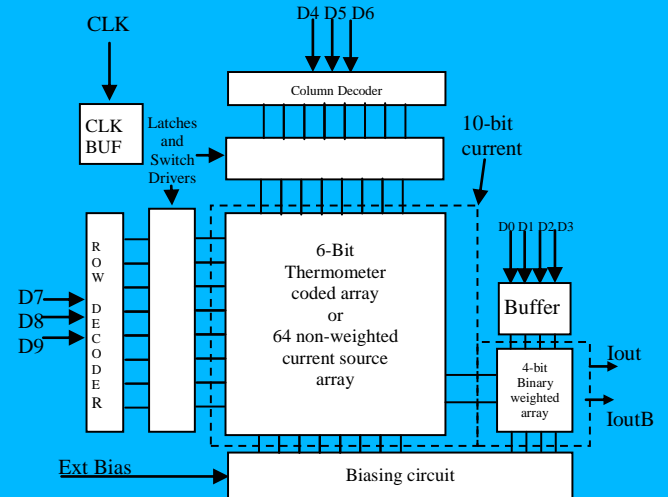 CLK
D4 D5 D6
Column Decoder
CLK
BUF
Latches
and
Switch
Drivers
10-bit
current
ROW DECODER
D7
D8
D9
6-Bit
Thermometer
coded array
or
64 non-weighted
current source
array
D0 D1 D2 D3
Buffer
4-bit
Binary
weighted
array
Iout
IoutB
Ext Bias
Biasing circuit